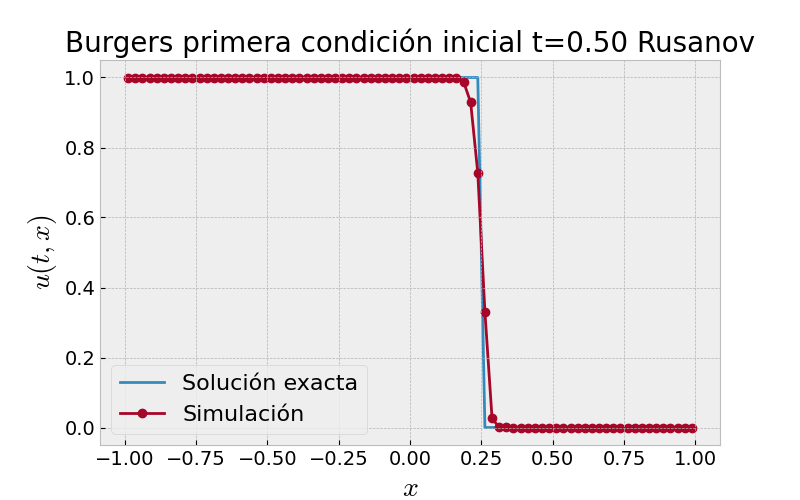 Burgers primera condición inicial t=0.50 Rusanov
1.0
0.8
0.6
0.4
0.2
0.0
u(t, x)
Solución exacta
Simulación
−1.00 −0.75 −0.50 −0.25 0.00 0.25 0.50 0.75 1.00
x